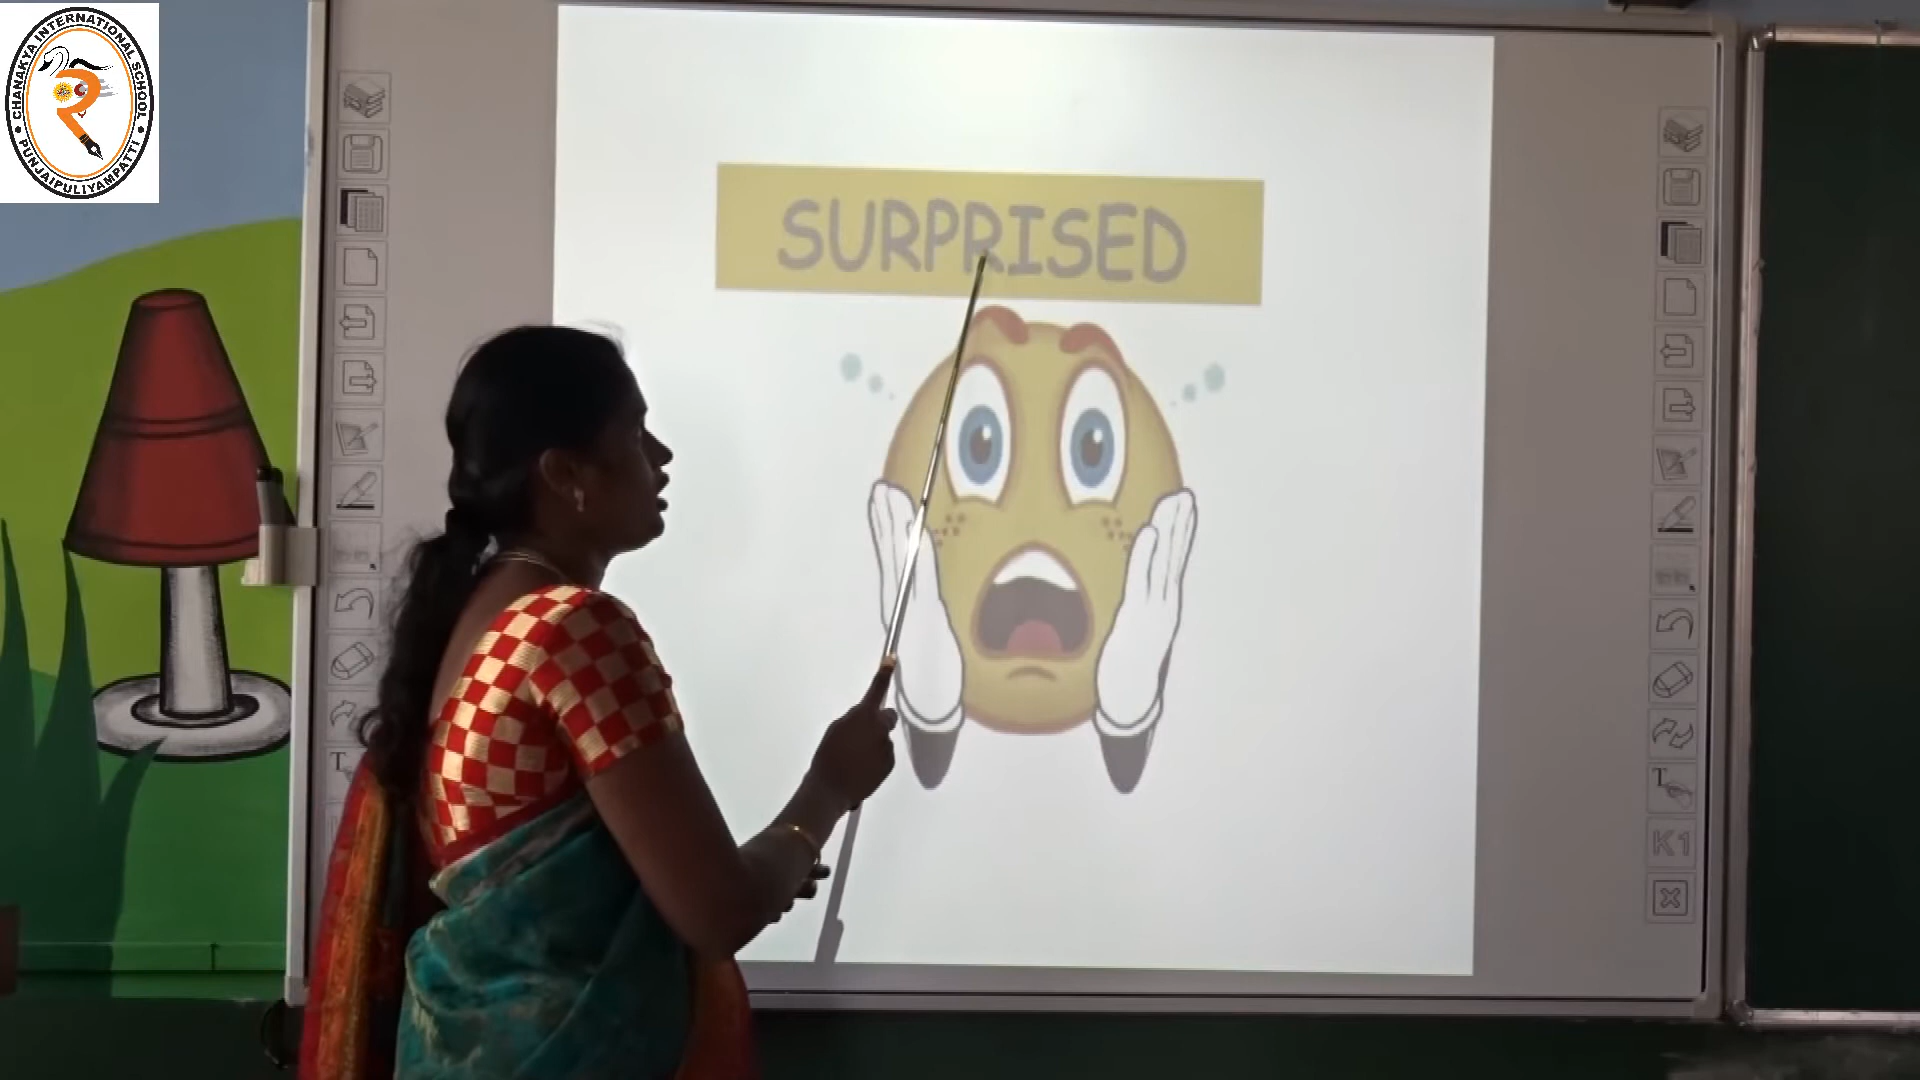 CHANAKYA INTERNATIONAL SCHOOL
• PUNJAIPULIYAMPATTI •
SURPRISED
T
T
K1